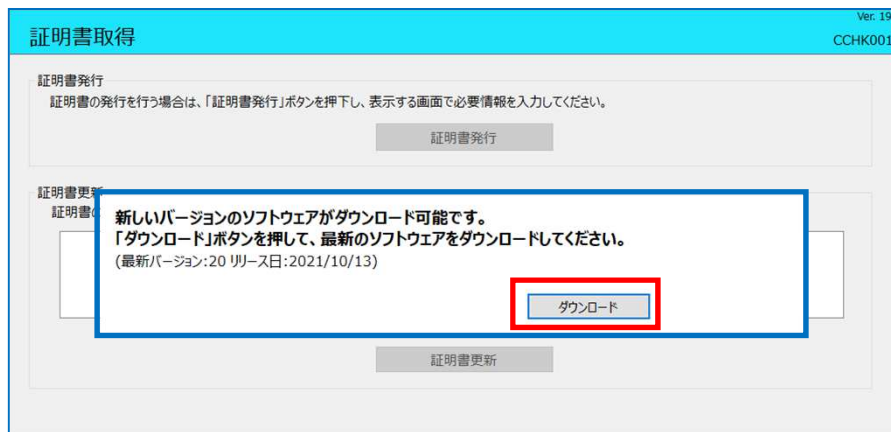 Ver. 19
証明書取得
CCHK001
証明書発行
証明書の発行を行う場合は、「証明書発行」ボタンを押下し、表示する画面で必要情報を入力してください。
証明書発行
証明書更新
証明書の
新しいバージョンのソフトウェアがダウンロード可能です。
「ダウンロード」ボタンを押して、最新のソフトウェアをダウンロードしてください。
(最新バージョン:20 リリース日:2021/10/13)
ダウンロード
証明書更新